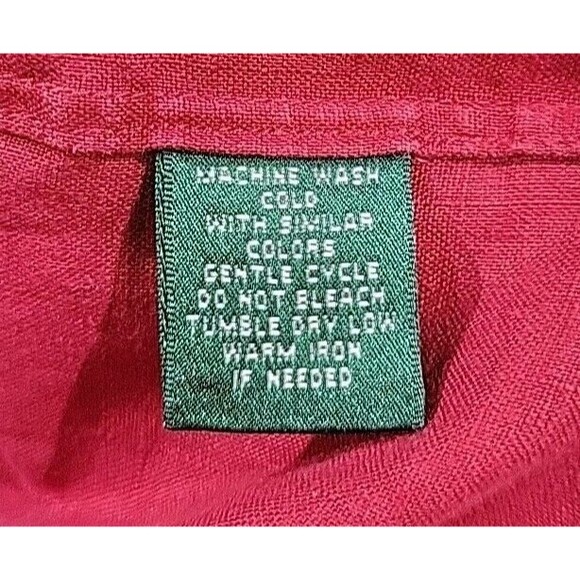 MACHINE WASH
COLD
WITH SIMILAR
COLORS
GENTLE CYCLE
DO NOT BLEACH
TUMBLE DRY LOW
WARM IRON
IF NEEDED